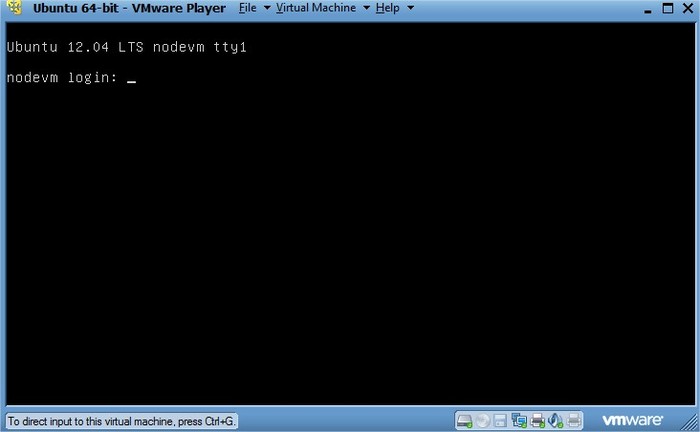 Ubuntu 64-bit - VMware Player File Virtual Machine Help
Ubuntu 12.04 LTS nodevm tty1
nodevm login: _
To direct input to this virtual machine, press Ctrl+G. vmware